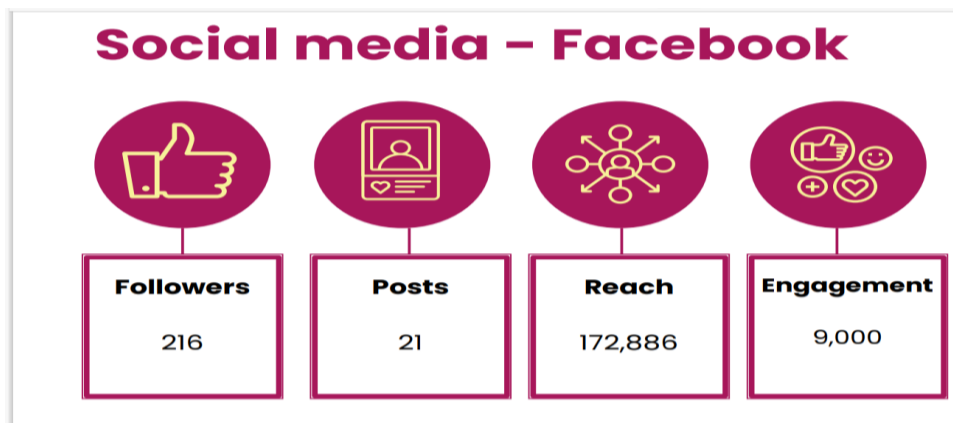 Social media – Facebook
Followers
216
Posts
21
Reach
172,886
Engagement
9,000